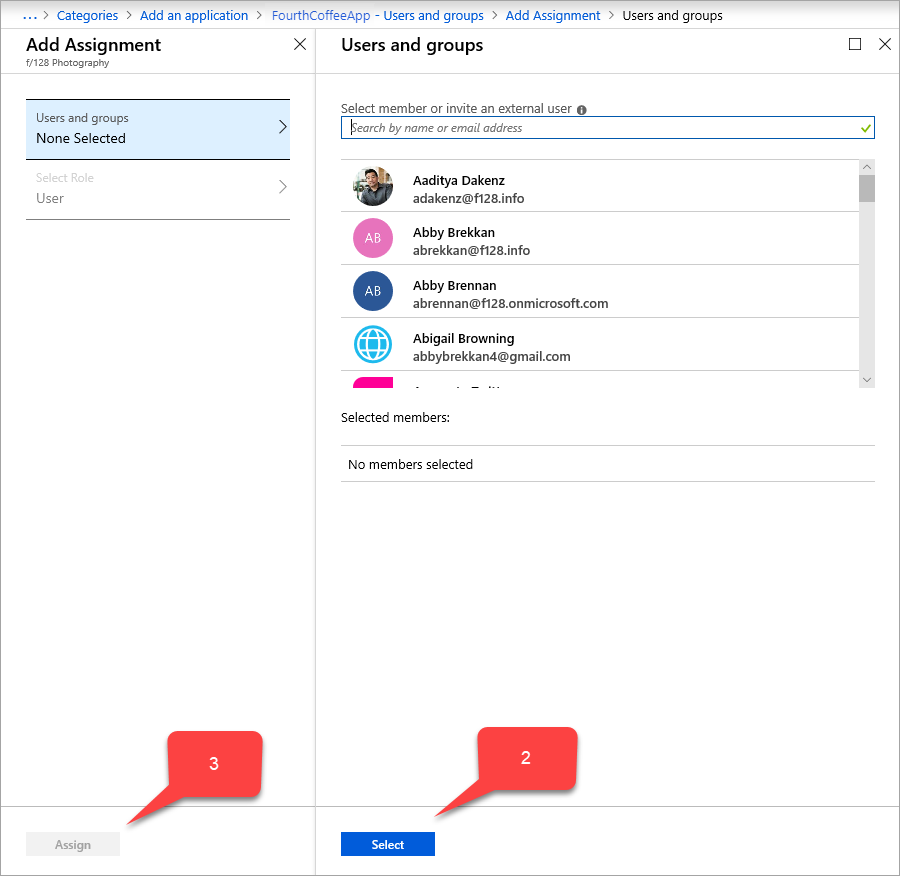 ... > Categories > Add an application > FourthCoffeeApp - Users and groups > Add Assignment > Users and groups
Add Assignment
f/128 Photography
Users and groups
None Selected
Select Role
User
3
Assign
Users and groups
Select member or invite an external user
Search by name or email address
Aaditya Dakenz
adakenz@f128.info
AB
Abby Brekkan
abrekkan@f128.info
AB
Abby Brennan
abrennan@f128.onmicrosoft.com
Abigail Browning
abbybrekkan4@gmail.com
Selected members:
No members selected
2
Select